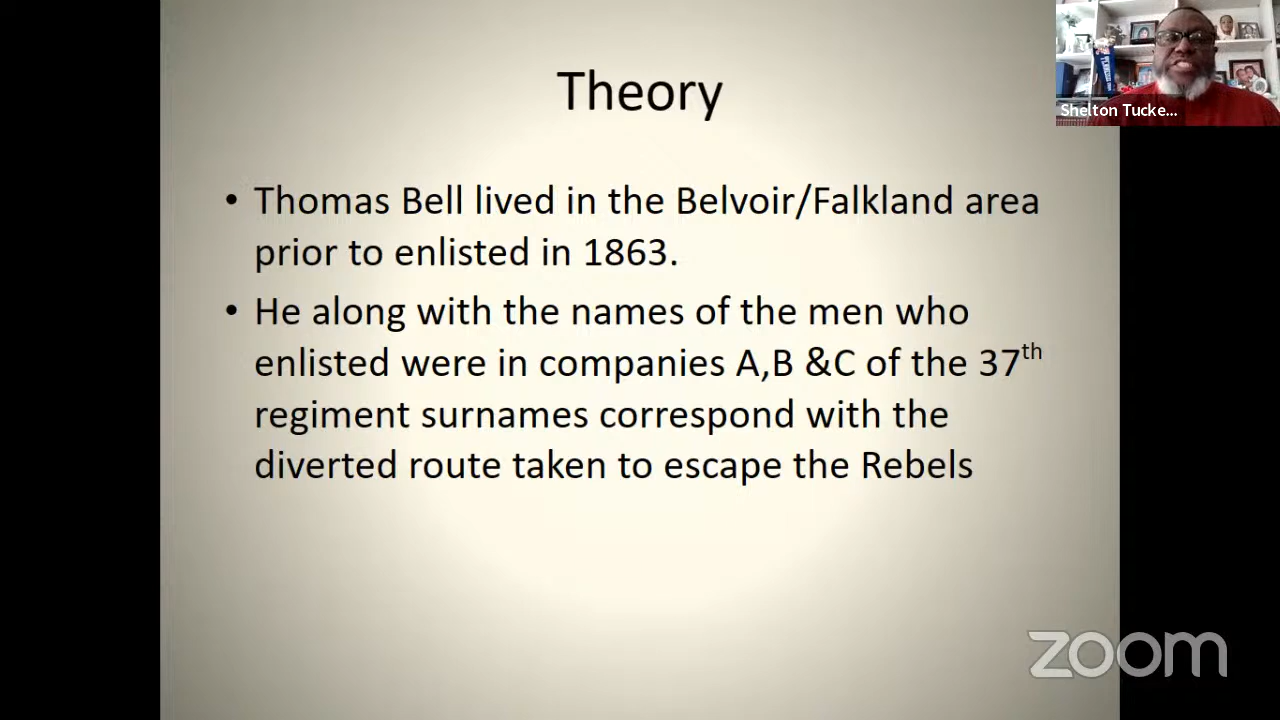 Theory
• Thomas Bell lived in the Belvoir/Falkland area
prior to enlisted in 1863.
• He along with the names of the men who
enlisted were in companies A,B &C of the 37th
regiment surnames correspond with the
diverted route taken to escape the Rebels
Shelton Tucke...
zoom